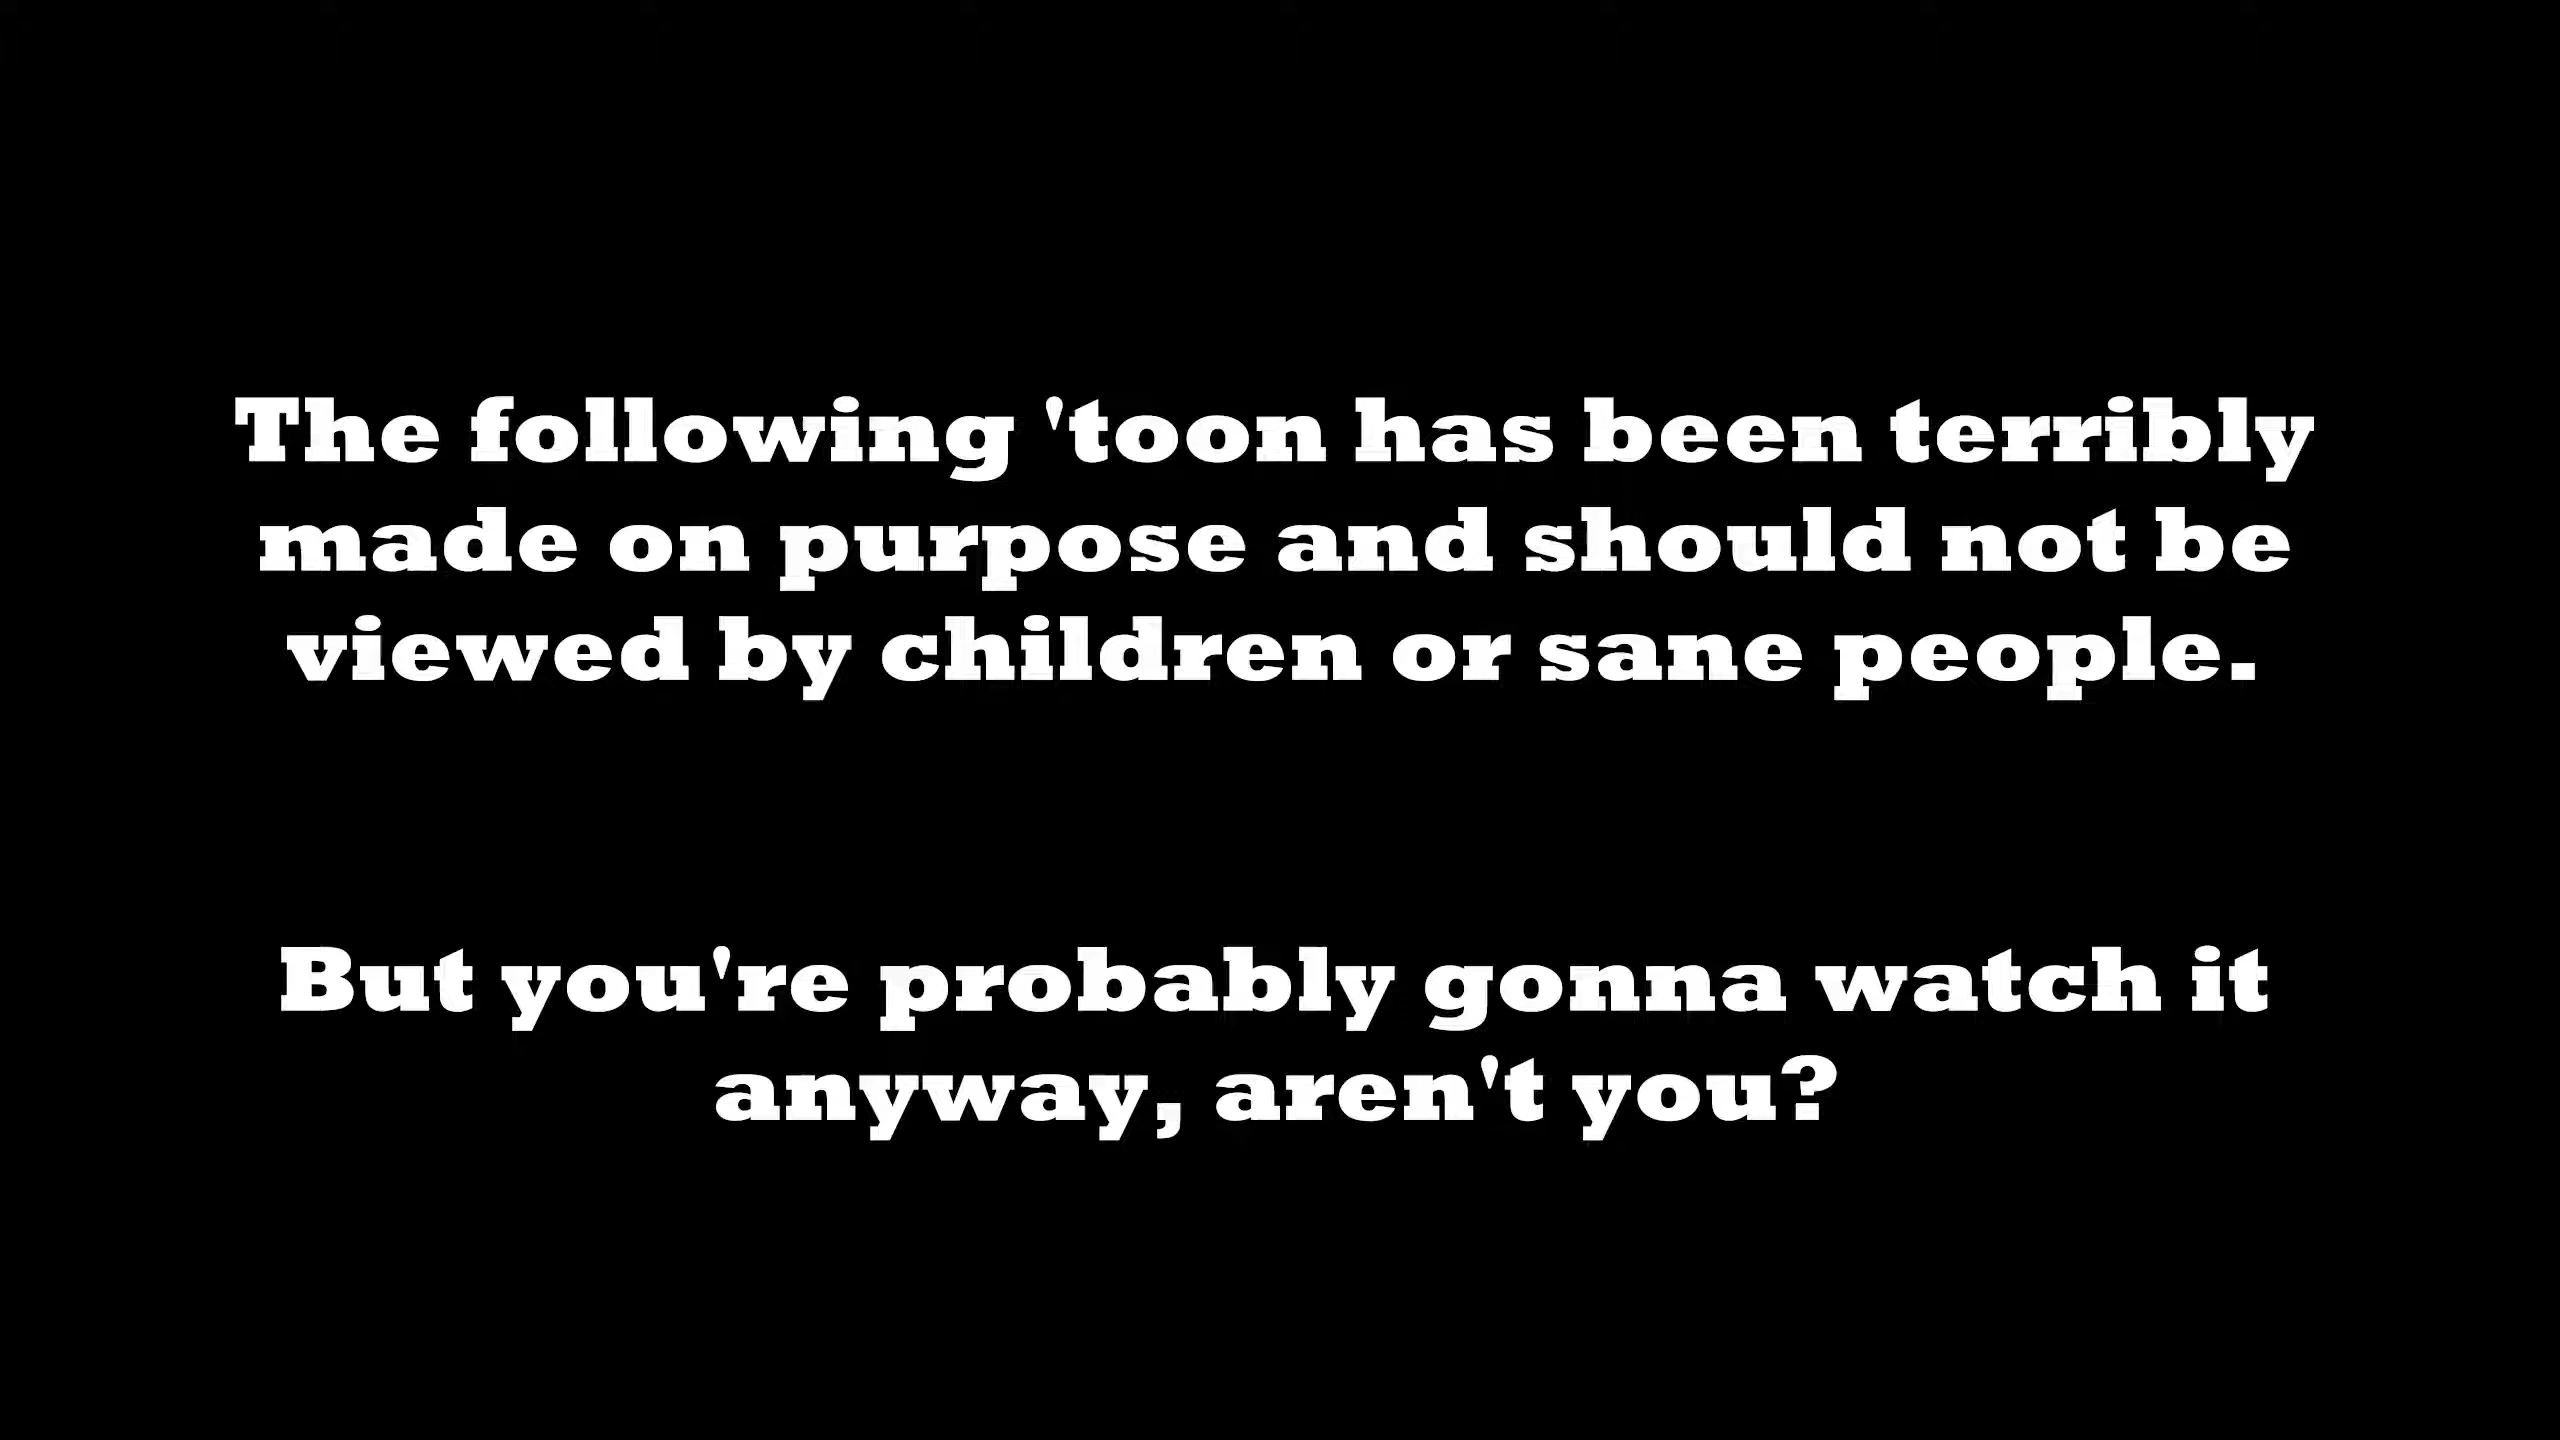 The following 'toon has been terribly
made on purpose and should not be
viewed by children or sane people.
But you're probably gonna watch it
anyway, aren't you?